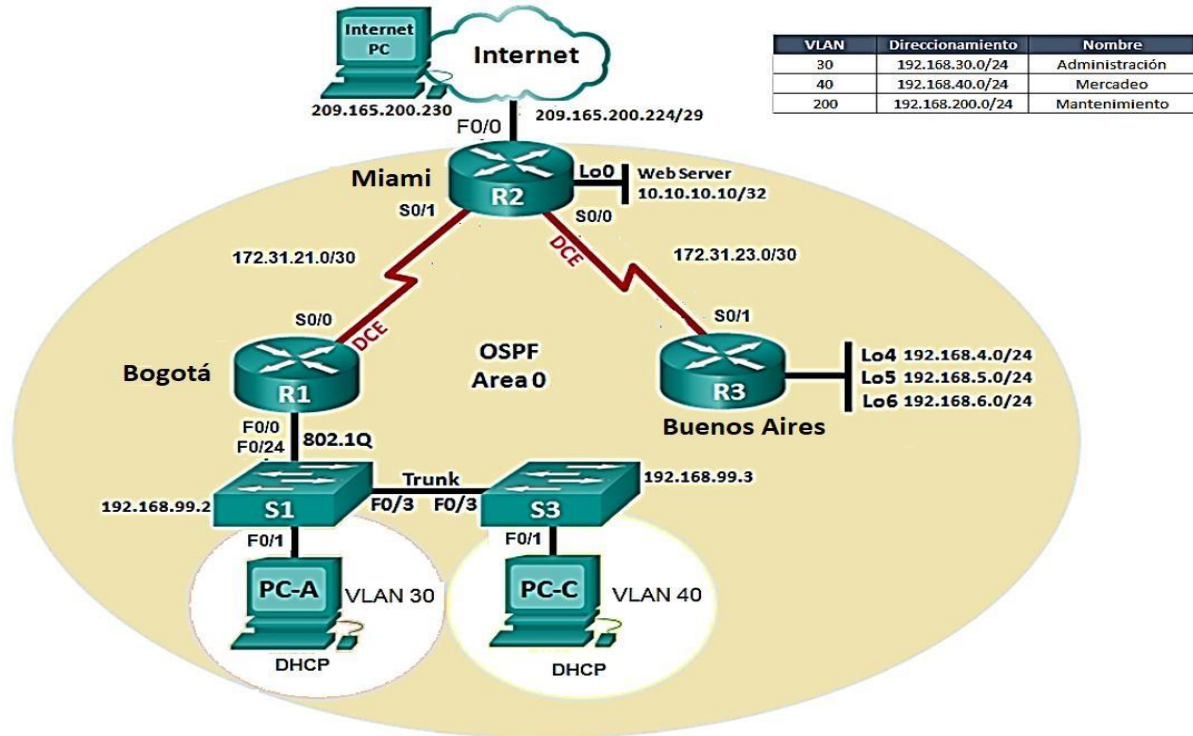 Internet
PC
Internet
209.165.200.230
209.165.200.224/29
F0/0
VLAN Direccionamiento Nombre
30 192.168.30.0/24 Administración
40 192.168.40.0/24 Mercadeo
200 192.168.200.0/24 Mantenimiento
Miami
R2
Lo0
Web Server
10.10.10.10/32
S0/1
S0/0
DCE
172.31.21.0/30
172.31.23.0/30
S0/0
DCE
S0/1
Bogotá
R1
OSPF
Area 0
R3
Buenos Aires
Lo4 192.168.4.0/24
Lo5 192.168.5.0/24
Lo6 192.168.6.0/24
F0/0
F0/24
802.1Q
Trunk
192.168.99.2
S1
F0/3 F0/3
S3
192.168.99.3
F0/1
F0/1
PC-A
VLAN 30
PC-C
VLAN 40
DHCP
DHCP